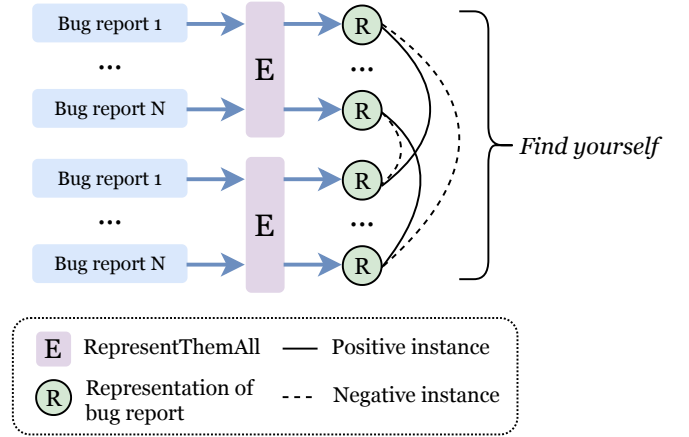 Bug report 1
E
R
...
...
Bug report N
R
Find yourself
Bug report 1
E
R
...
...
Bug report N
R
E RepresentThemAll
Positive instance
R Representation of
bug report
Negative instance